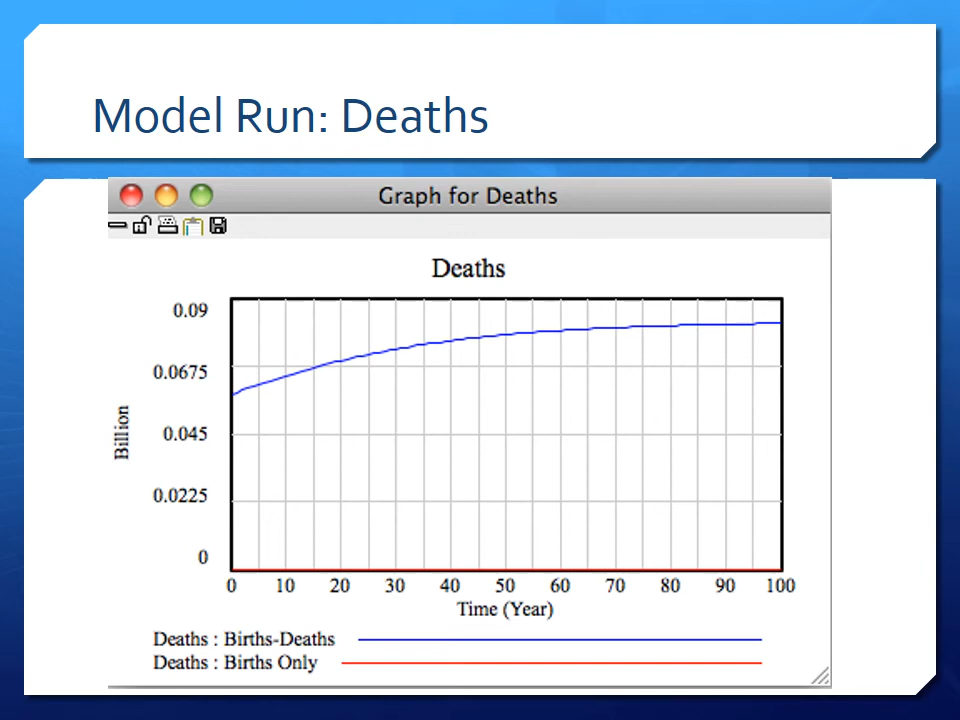 Model Run: Deaths
Graph for Deaths
Deaths
0.09
0.0675
0.045
0.0225
0
Billion
0 10 20 30 40 50 60 70 80 90 100
Time (Year)
Deaths : Births-Deaths
Deaths : Births Only